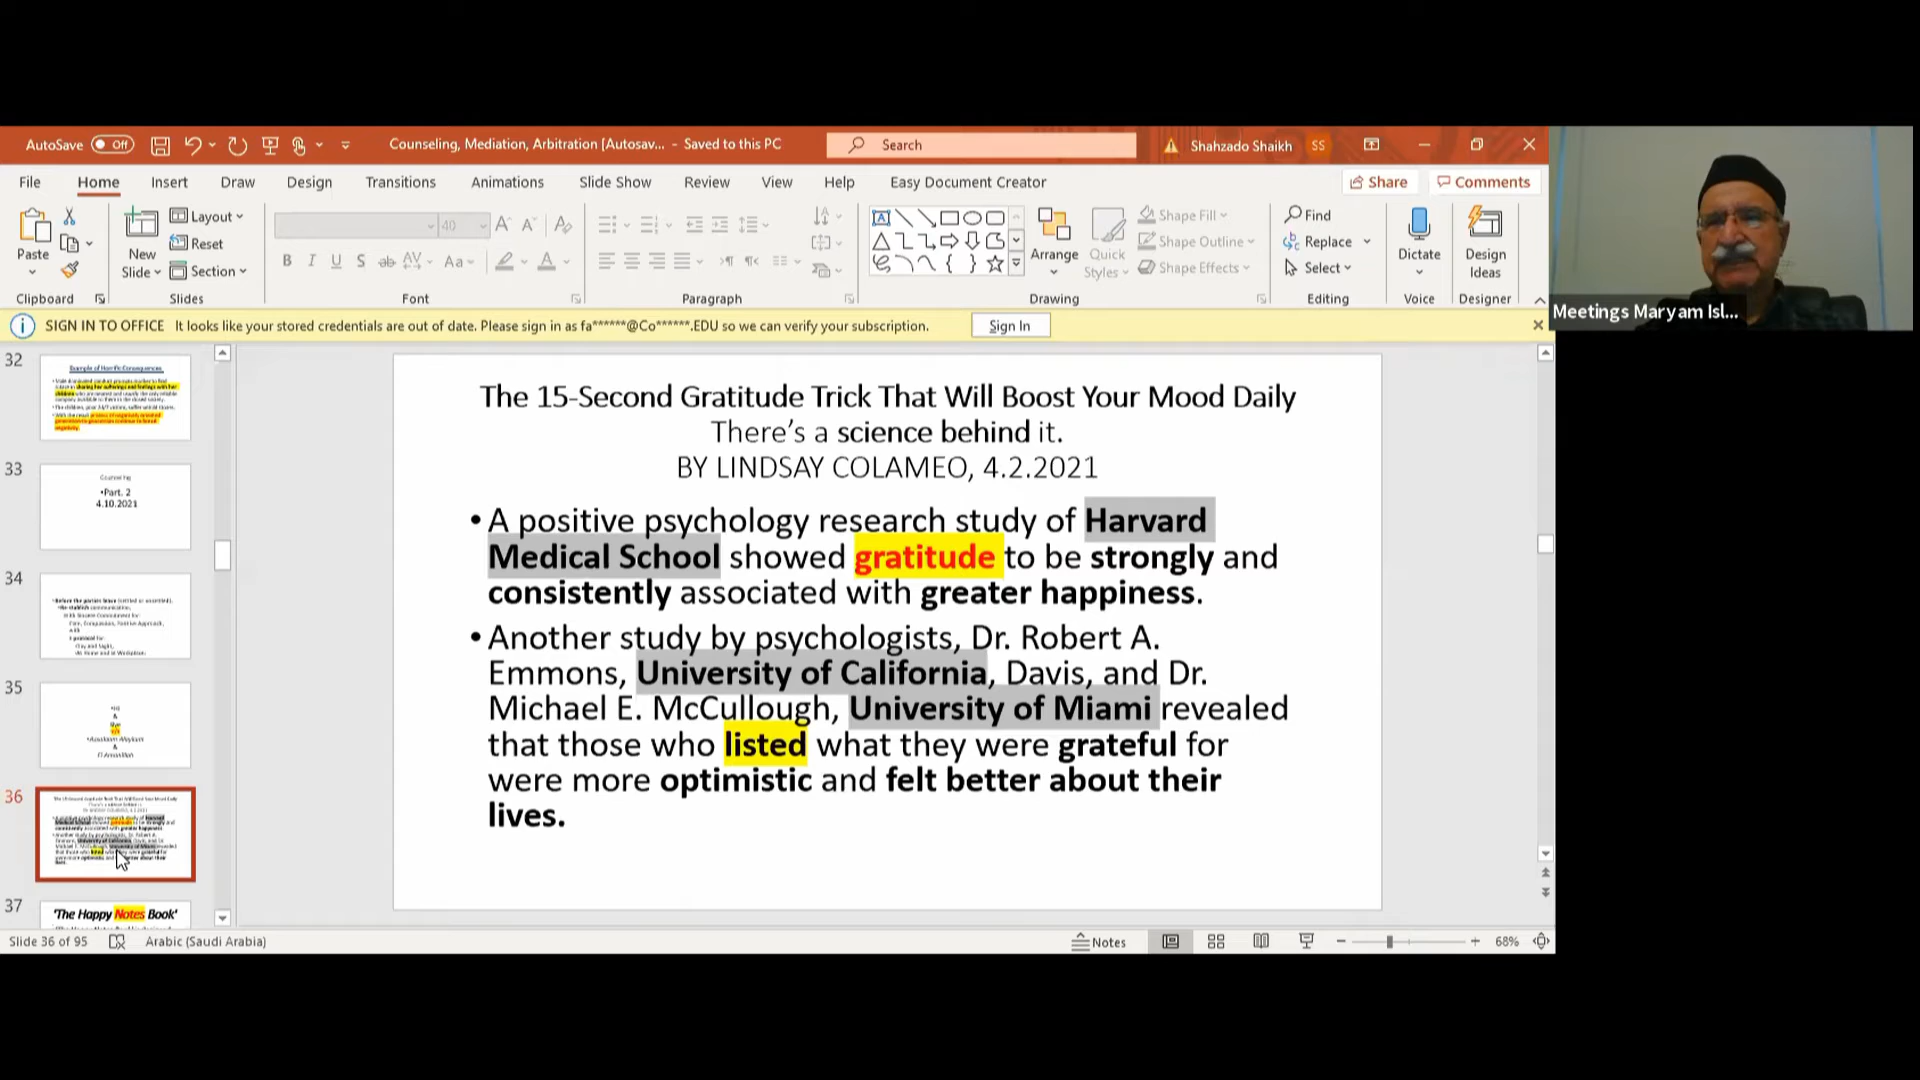 AutoSave Off Counseling, Mediation, Arbitration [Autosav... - Saved to this PC Search Shahzado Shaikh SS
File Home Insert Draw Design Transitions Animations Slide Show Review View Help Easy Document Creator Share Comments
Paste New Slide Layout Reset Section 40 Arrange Quick Styles Shape Fill Shape Outline Shape Effects Find Replace Select Dictate Design Ideas
Clipboard Slides Font Paragraph Drawing Editing Voice Designer
Meetings Maryam Isl...
SIGN IN TO OFFICE It looks like your stored credentials are out of date. Please sign in as fa******@Co******.EDU so we can verify your subscription. Sign In
32
Example of Horrific Consequences
33
Counseling
•Part. 2
4.10.2021
34
35
36
37
'The Happy Notes Book'
The 15-Second Gratitude Trick That Will Boost Your Mood Daily
There's a science behind it.
BY LINDSAY COLAMEO, 4.2.2021
•A positive psychology research study of Harvard
Medical School showed gratitude to be strongly and
consistently associated with greater happiness.
•Another study by psychologists, Dr. Robert A.
Emmons, University of California, Davis, and Dr.
Michael E. McCullough, University of Miami revealed
that those who listed what they were grateful for
were more optimistic and felt better about their
lives.
Slide 36 of 95 Arabic (Saudi Arabia) Notes 68%